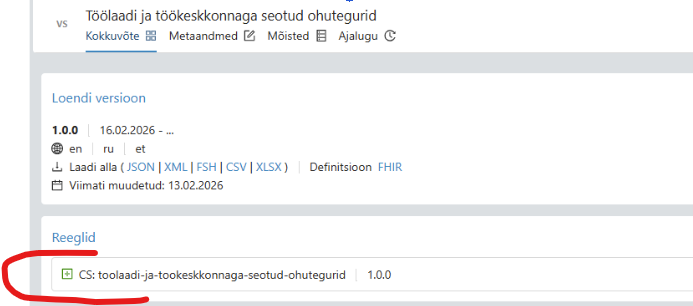 VS
Töölaadi ja töökeskkonnaga seotud ohutegurid
Kokkuvõte Metaandmed Mõisted Ajalugu
Loendi versioon
1.0.0 16.02.2026 - ...
en ru et
Laadi alla ( JSON | XML | FSH | CSV | XLSX ) Definitsioon FHIR
Viimati muudetud: 13.02.2026
Reeglid
CS: toolaadi-ja-tookeskkonnaga-seotud-ohutegurid 1.0.0